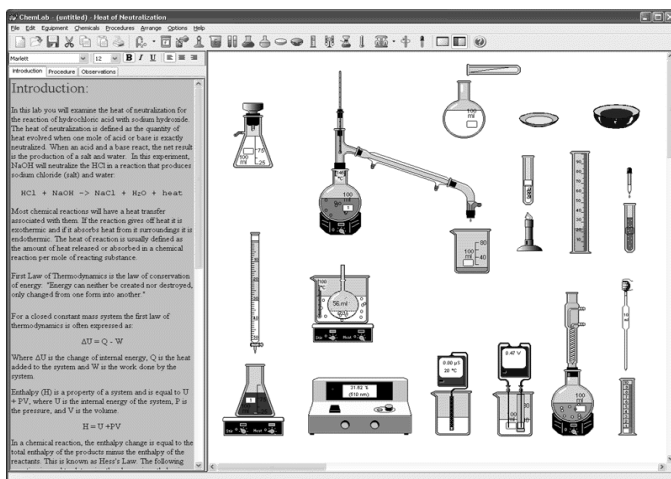 ChemLab - (untitled) - Heat of Neutralization
File Edit Equipment Chemicals Procedures Arrange Options Help
Marlett 12 B I U
Introduction Procedure Observations
Introduction:
In this lab you will examine the heat of neutralization for
the reaction of hydrochloric acid with sodium hydroxide.
The heat of neutralization is defined as the quantity of
heat evolved when one mole of acid or base is exactly
neutralized. When an acid and a base react, the net result
is the production of a salt and water. In this experiment,
NaOH will neutralize the HCl in a reaction that produces
sodium chloride (salt) and water:
HCl + NaOH -> NaCl + H₂O + heat
Most chemical reactions will have a heat transfer
associated with them. If the reaction gives off heat it is
exothermic and if it absorbs heat from it surroundings it is
endothermic. The heat of reaction is usually defined as
the amount of heat released or absorbed in a chemical
reaction per mole of reacting substance.
First Law of Thermodynamics is the law of conservation
of energy. "Energy can neither be created nor destroyed,
only changed from one form into another."
For a closed constant mass system the first law of
thermodynamics is often expressed as:
ΔU = Q - W
Where ΔU is the change of internal energy, Q is the heat
added to the system and W is the work done by the
system.
Enthalpy (H) is a property of a system and is equal to U
+ PV, where U is the internal energy of the system, P is
the pressure, and V is the volume.
H = U +PV
In a chemical reaction, the enthalpy change is equal to the
total enthalpy of the products minus the enthalpy of the
reactants. This is known as Hess's Law. The following
100
ml
75
100
ml
25
100
ml
80
100
ml
40
56 ml
0.00 µS
20 °C
0.47 V
31.62 %
(510 nm)
100
ml
100
ml